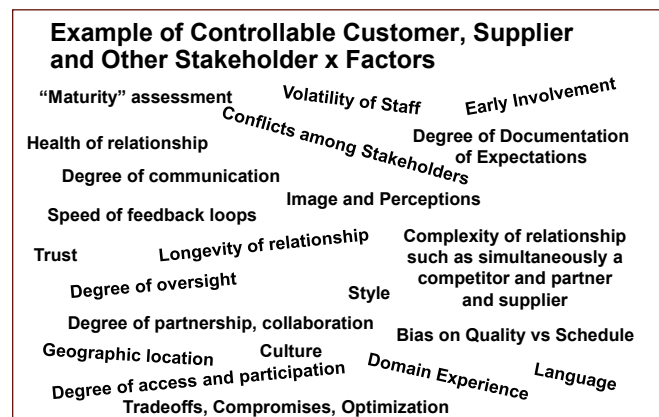 Example of Controllable Customer, Supplier
and Other Stakeholder x Factors
“Maturity” assessment
Volatility of Staff
Early Involvement
Conflicts among Stakeholders
Health of relationship
Degree of Documentation
of Expectations
Degree of communication
Image and Perceptions
Speed of feedback loops
Trust
Longevity of relationship
Complexity of relationship
such as simultaneously a
competitor and partner
and supplier
Degree of oversight
Style
Degree of partnership, collaboration
Bias on Quality vs Schedule
Geographic location
Culture
Domain Experience
Language
Degree of access and participation
Tradeoffs, Compromises, Optimization